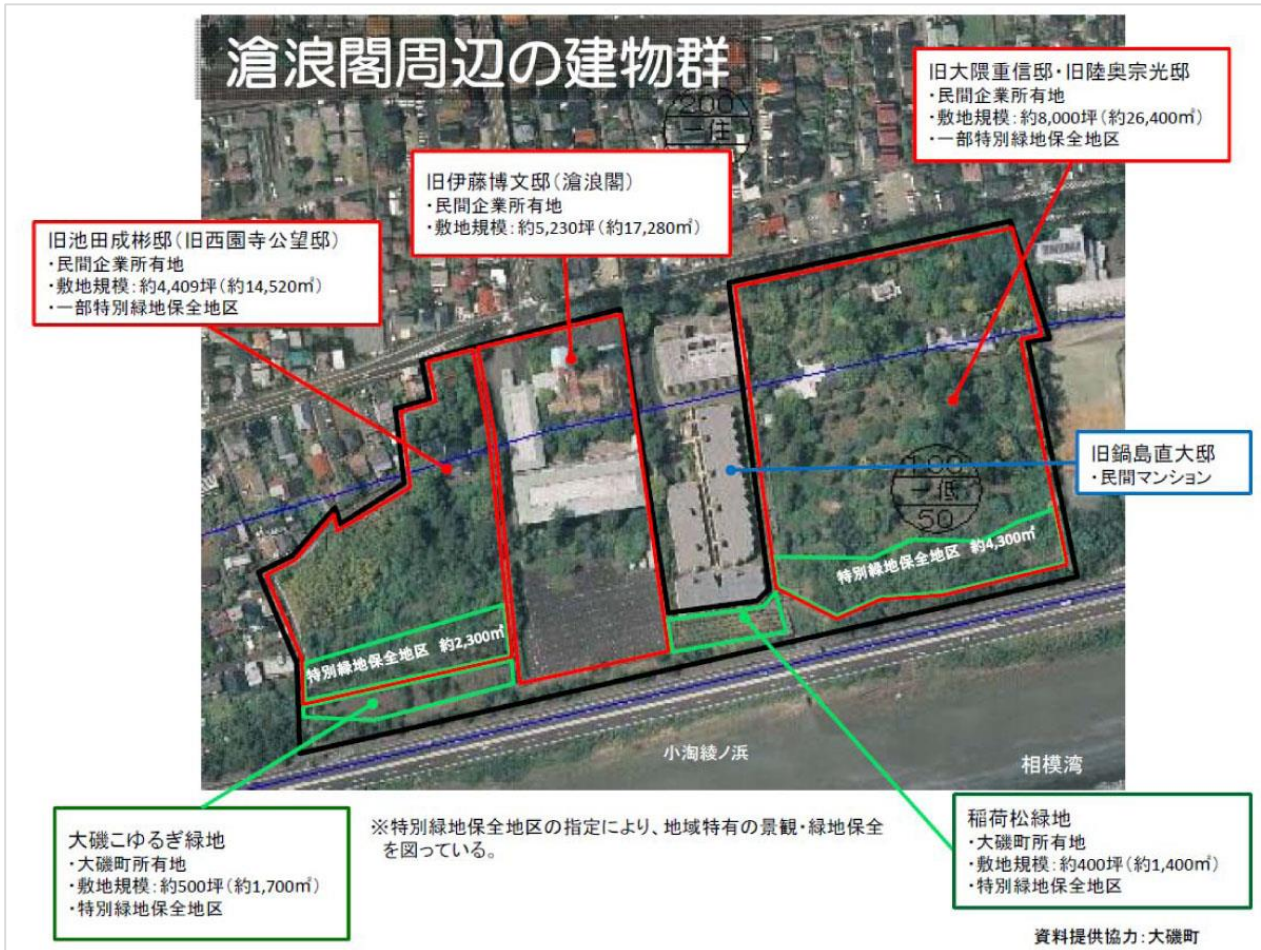 滄浪閣周辺の建物群
200
一住
旧大隈重信邸・旧陸奥宗光邸
・民間企業所有地
・敷地規模：約8,000坪（約26,400㎡）
・一部特別緑地保全地区
旧伊藤博文邸（滄浪閣）
・民間企業所有地
・敷地規模：約5,230坪（約17,280㎡）
旧池田成彬邸（旧西園寺公望邸）
・民間企業所有地
・敷地規模：約4,409坪（約14,520㎡）
・一部特別緑地保全地区
旧鍋島直大邸
・民間マンション
一低
50
特別緑地保全地区 約4,300㎡
特別緑地保全地区 約2,300㎡
小淘綾ノ浜
相模湾
大磯こゆるぎ緑地
・大磯町所有地
・敷地規模：約500坪（約1,700㎡）
・特別緑地保全地区
※特別緑地保全地区の指定により、地域特有の景観・緑地保全
を図っている。
稲荷松緑地
・大磯町所有地
・敷地規模：約400坪（約1,400㎡）
・特別緑地保全地区
資料提供協力：大磯町